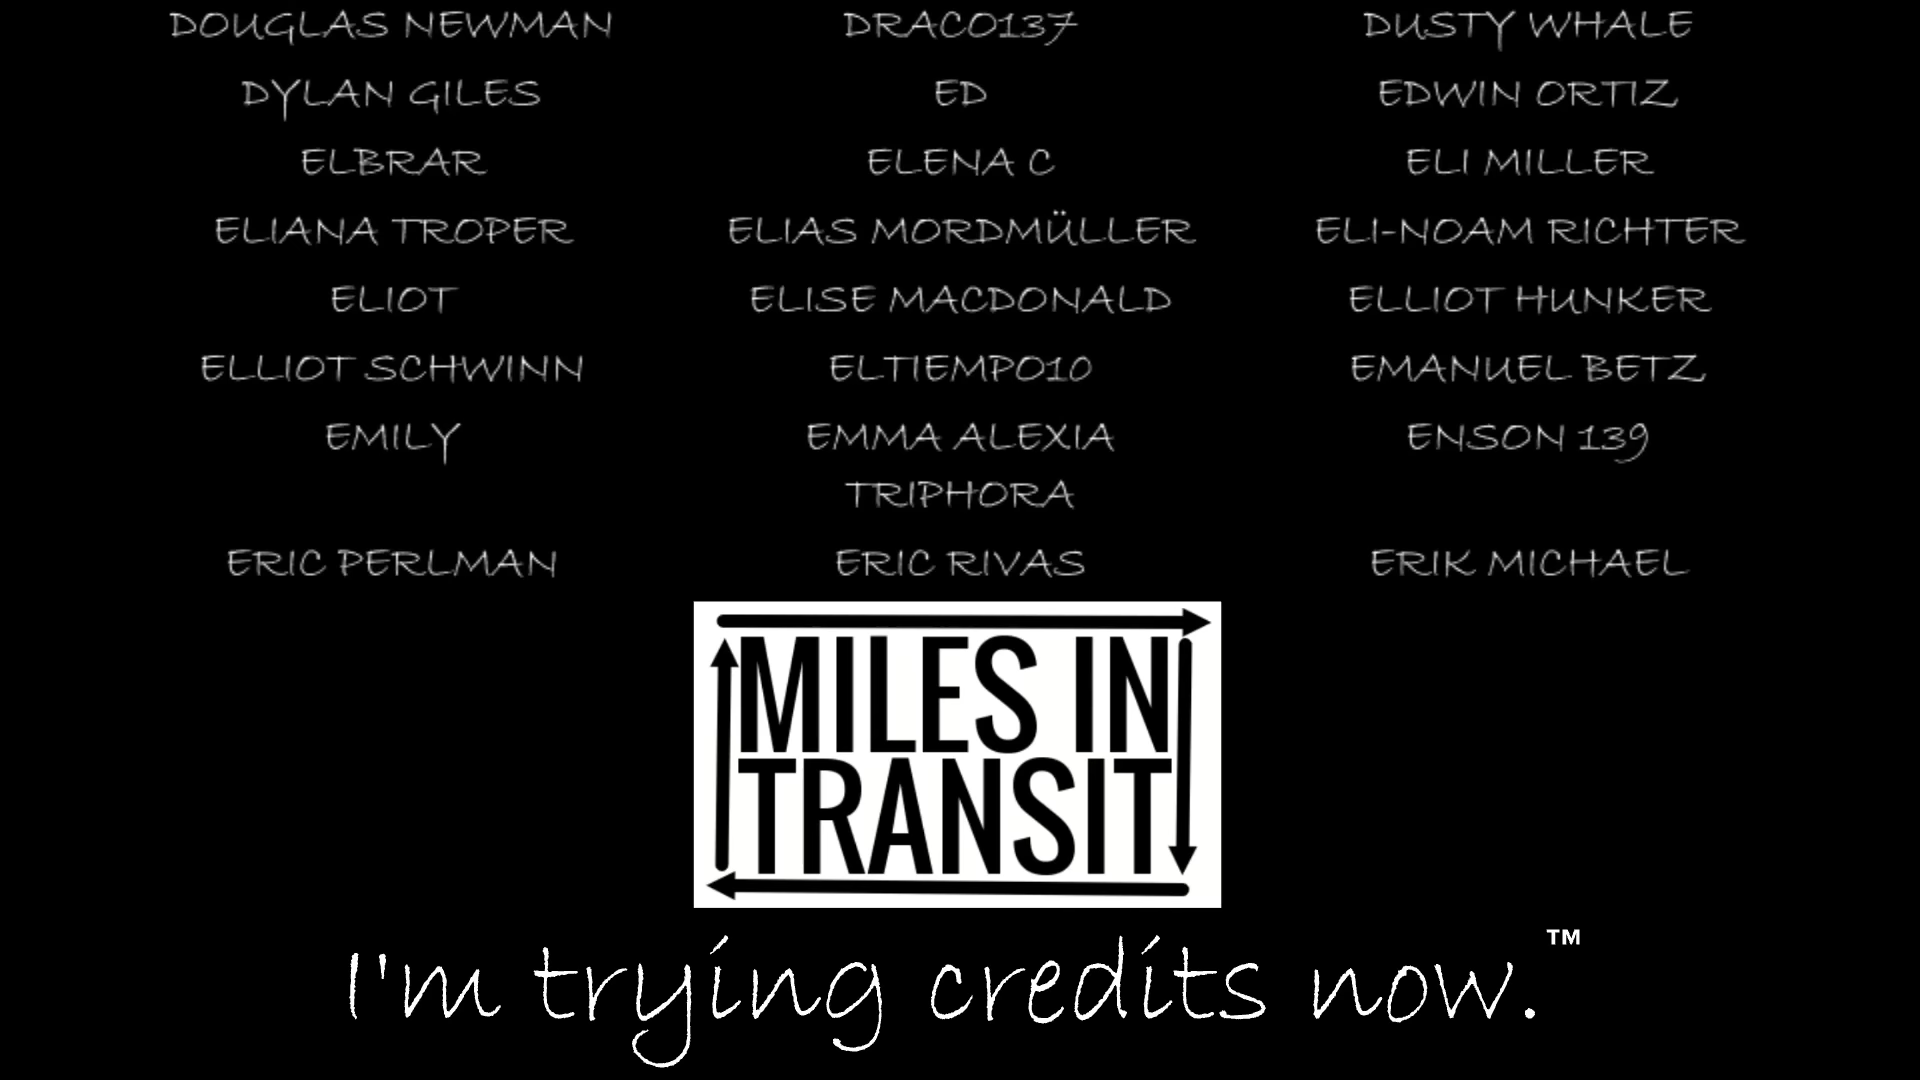 DOUGLAS NEWMAN DRACO137 DUSTY WHALE
DYLAN GILES ED EDWIN ORTIZ
ELBRAR ELENA C ELI MILLER
ELIANA TROPER ELIAS MORDMÜLLER ELI-NOAM RICHTER
ELIOT ELISE MACDONALD ELLIOT HUNKER
ELLIOT SCHWINN ELTIEMPO10 EMANUEL BETZ
EMILY EMMA ALEXIA ENSON 139
TRIPHORA
ERIC PERLMAN ERIC RIVAS ERIK MICHAEL
MILES IN
TRANSIT
I'm trying credits now.™